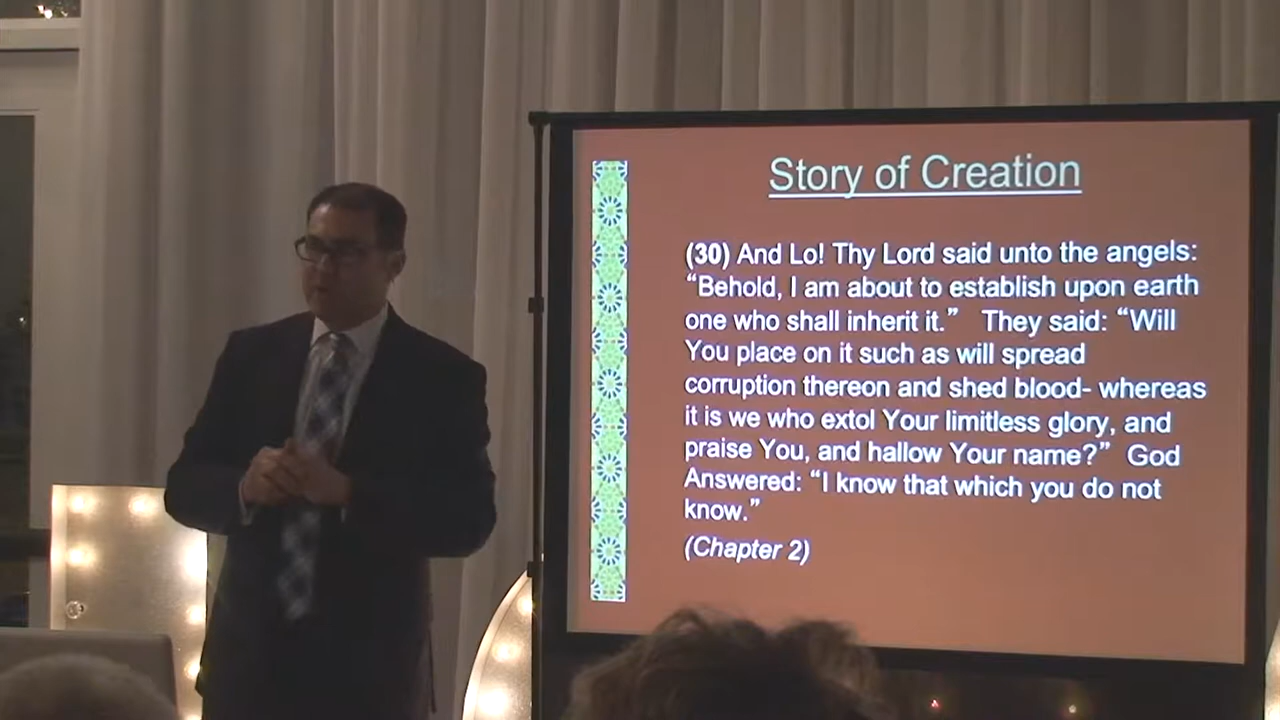 Story of Creation
(30) And Lo! Thy Lord said unto the angels:
“Behold, I am about to establish upon earth
one who shall inherit it.” They said: “Will
You place on it such as will spread
corruption thereon and shed blood- whereas
it is we who extol Your limitless glory, and
praise You, and hallow Your name?” God
Answered: “I know that which you do not
know.”
(Chapter 2)